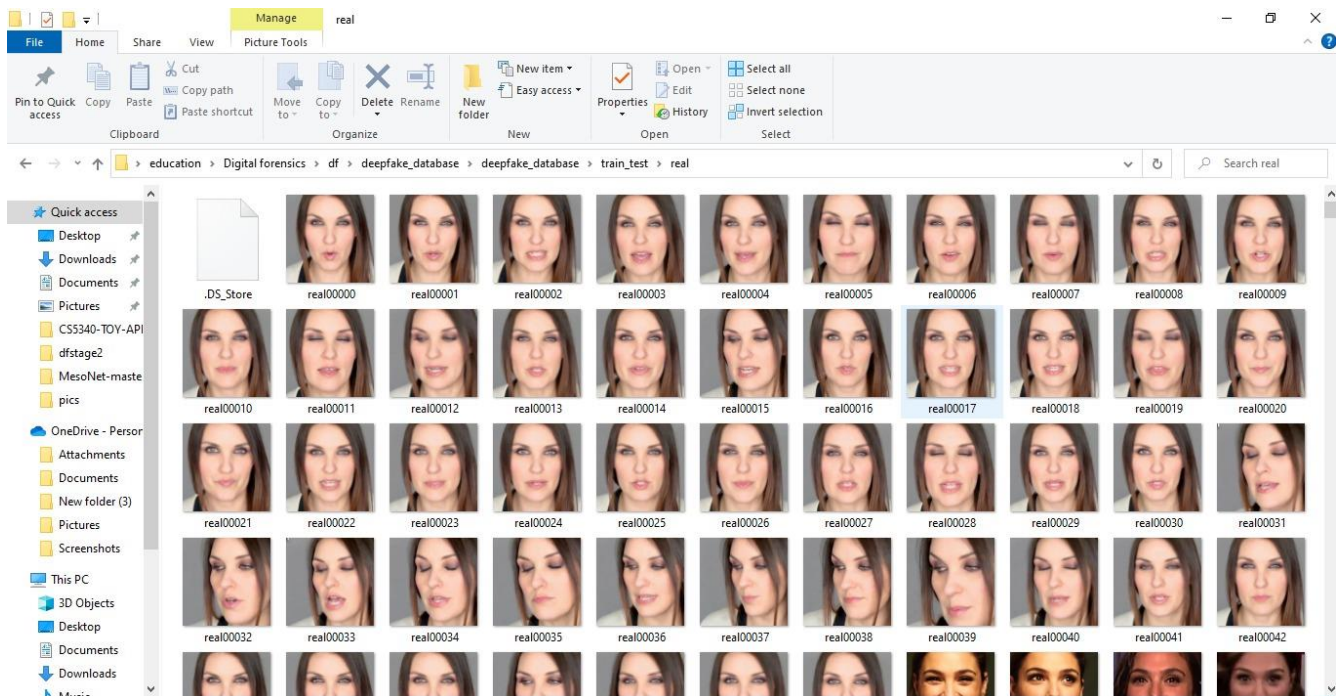 Manage real
File Home Share View Picture Tools
Pin to Quick access
Copy
Paste
Cut
Copy path
Paste shortcut
Clipboard
Move to
Copy to
Delete
Rename
Organize
New folder
New item
Easy access
New
Properties
Open
Edit
History
Open
Select all
Select none
Invert selection
Select
education > Digital forensics > df > deepfake_database > deepfake_database > train_test > real
Search real
Quick access
Desktop
Downloads
Documents
Pictures
CS5340-TOY-API
dfstage2
MesoNet-maste
pics
OneDrive - Person
Attachments
Documents
New folder (3)
Pictures
Screenshots
This PC
3D Objects
Desktop
Documents
Downloads
.DS_Store real00000 real00001 real00002 real00003 real00004 real00005 real00006 real00007 real00008 real00009
real00010 real00011 real00012 real00013 real00014 real00015 real00016 real00017 real00018 real00019 real00020
real00021 real00022 real00023 real00024 real00025 real00026 real00027 real00028 real00029 real00030 real00031
real00032 real00033 real00034 real00035 real00036 real00037 real00038 real00039 real00040 real00041 real00042